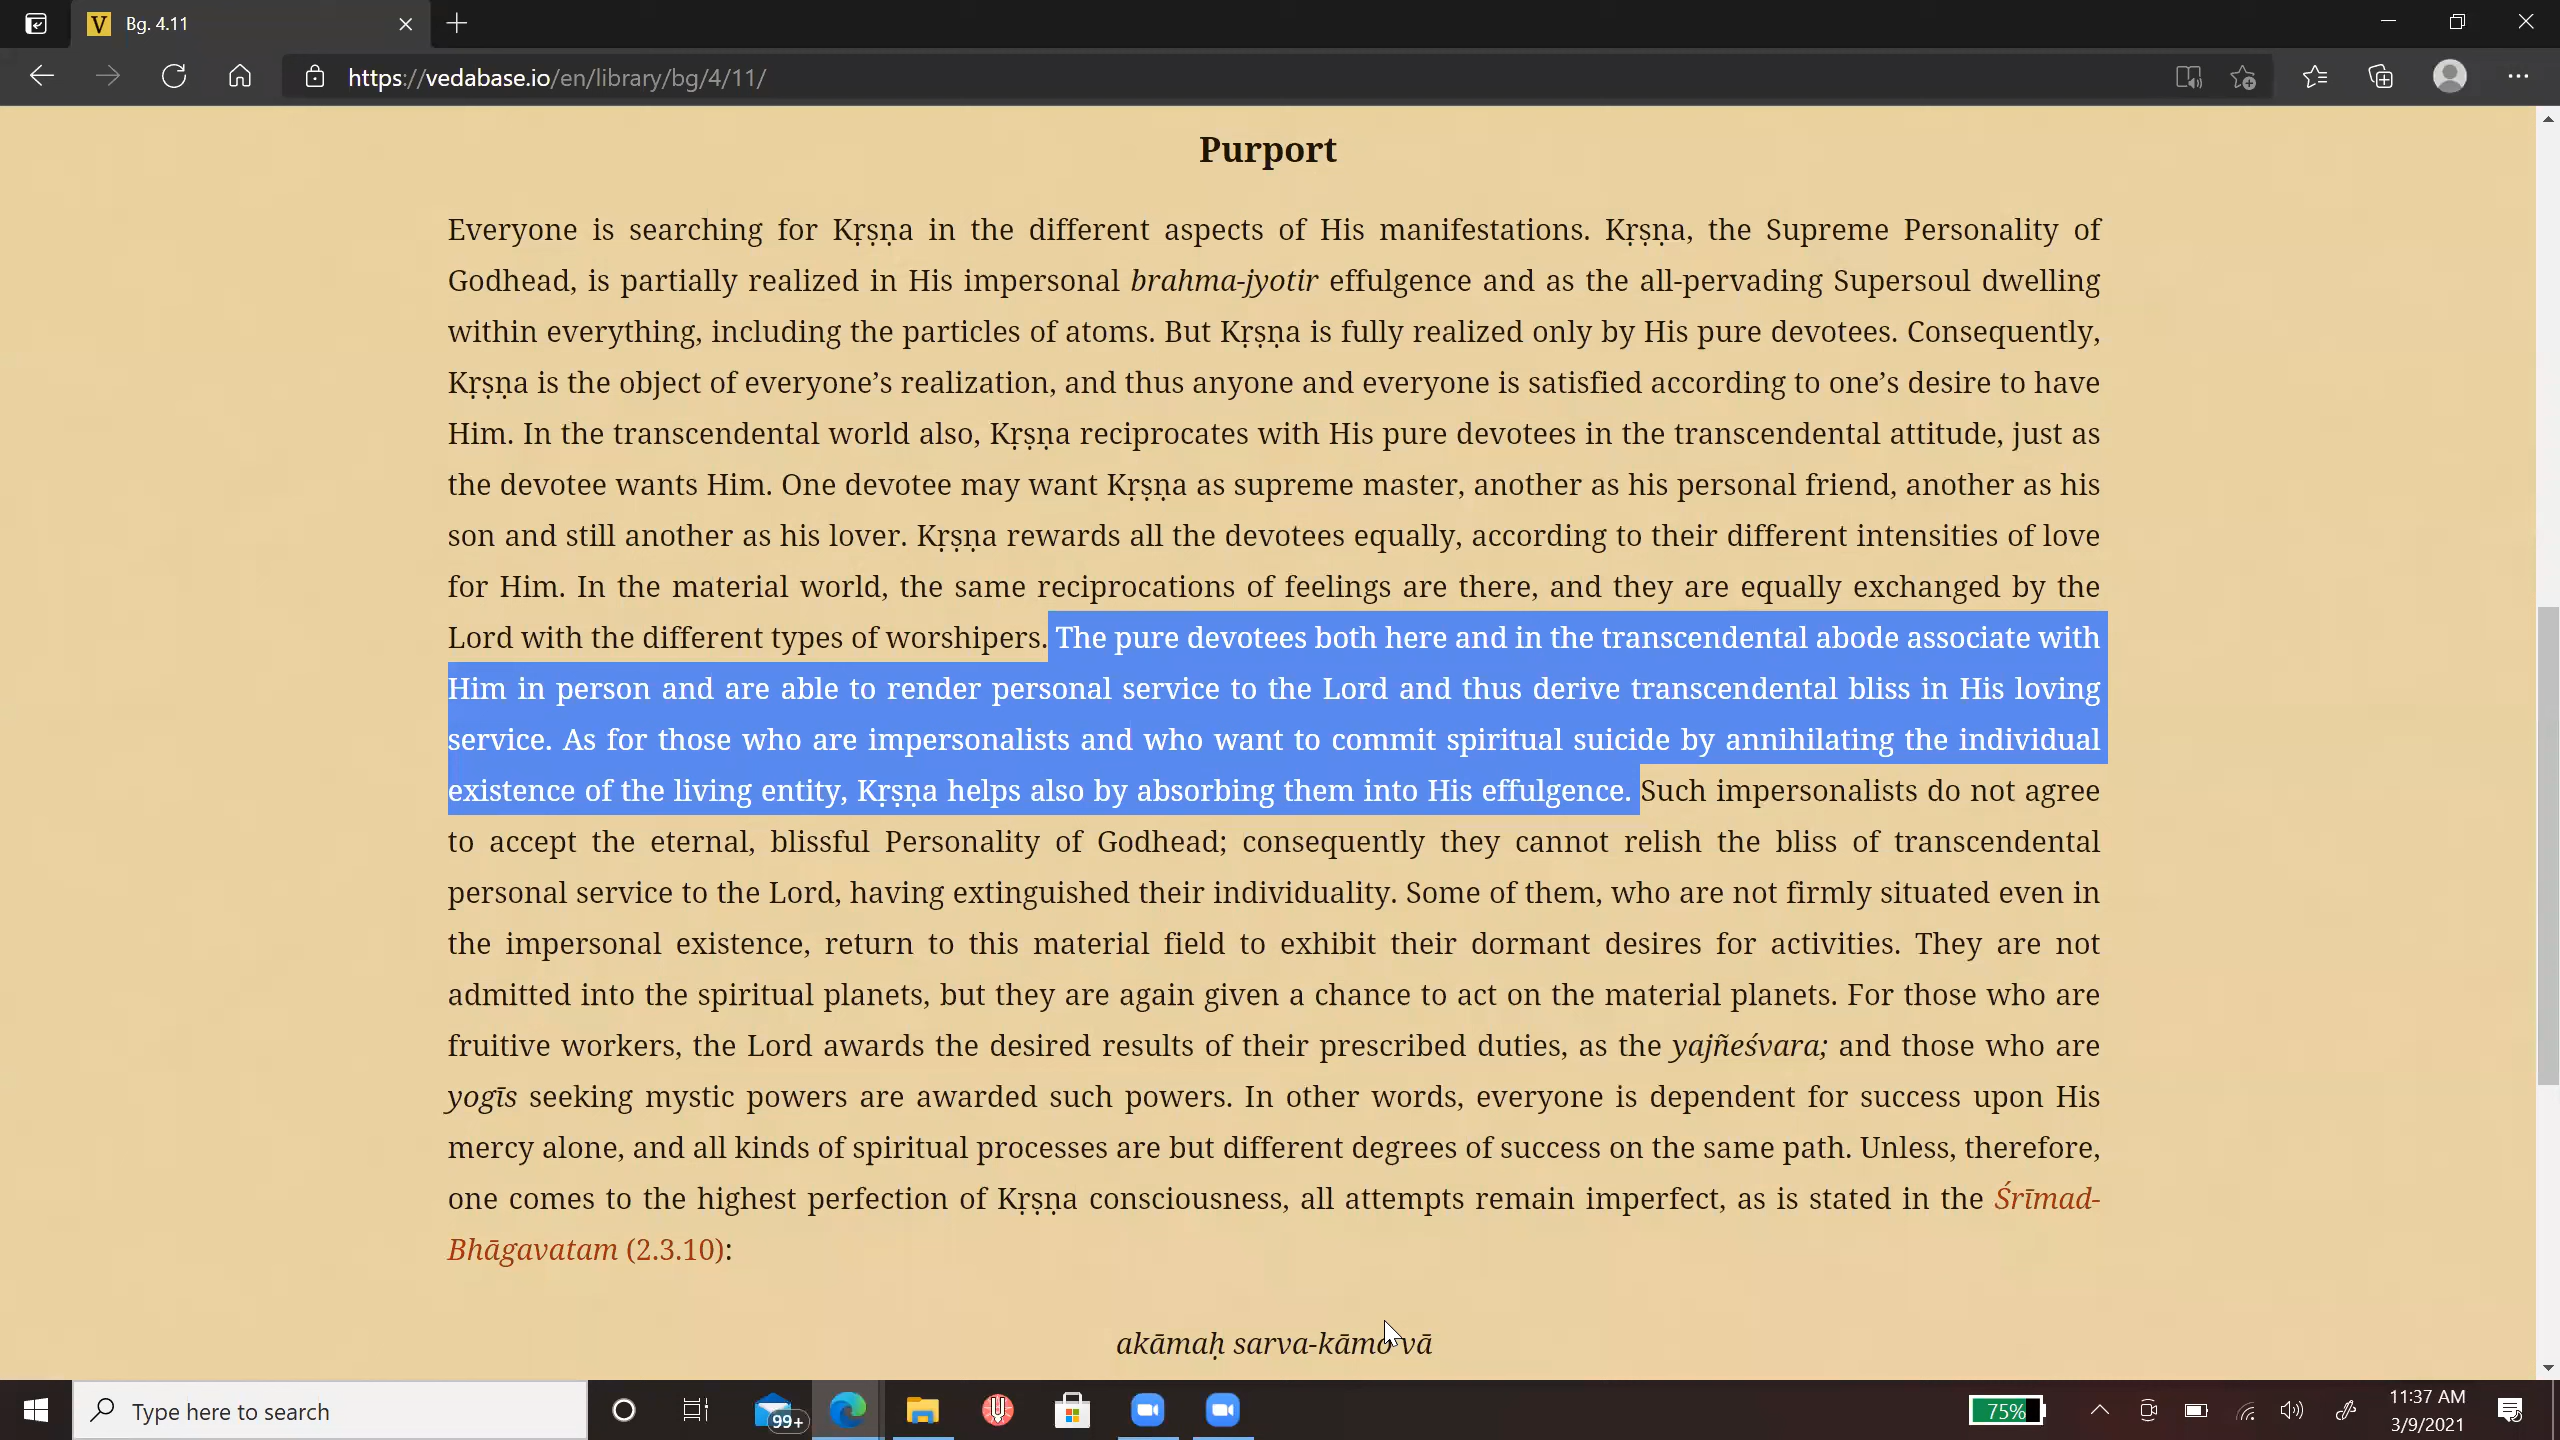 Bg. 4.11
https://vedabase.io/en/library/bg/4/11/
Purport
Everyone is searching for Kṛṣṇa in the different aspects of His manifestations. Kṛṣṇa, the Supreme Personality of
Godhead, is partially realized in His impersonal brahma-jyotir effulgence and as the all-pervading Supersoul dwelling
within everything, including the particles of atoms. But Kṛṣṇa is fully realized only by His pure devotees. Consequently,
Kṛṣṇa is the object of everyone’s realization, and thus anyone and everyone is satisfied according to one’s desire to have
Him. In the transcendental world also, Kṛṣṇa reciprocates with His pure devotees in the transcendental attitude, just as
the devotee wants Him. One devotee may want Kṛṣṇa as supreme master, another as his personal friend, another as his
son and still another as his lover. Kṛṣṇa rewards all the devotees equally, according to their different intensities of love
for Him. In the material world, the same reciprocations of feelings are there, and they are equally exchanged by the
Lord with the different types of worshipers. The pure devotees both here and in the transcendental abode associate with
Him in person and are able to render personal service to the Lord and thus derive transcendental bliss in His loving
service. As for those who are impersonalists and who want to commit spiritual suicide by annihilating the individual
existence of the living entity, Kṛṣṇa helps also by absorbing them into His effulgence. Such impersonalists do not agree
to accept the eternal, blissful Personality of Godhead; consequently they cannot relish the bliss of transcendental
personal service to the Lord, having extinguished their individuality. Some of them, who are not firmly situated even in
the impersonal existence, return to this material field to exhibit their dormant desires for activities. They are not
admitted into the spiritual planets, but they are again given a chance to act on the material planets. For those who are
fruitive workers, the Lord awards the desired results of their prescribed duties, as the yajñeśvara; and those who are
yogīs seeking mystic powers are awarded such powers. In other words, everyone is dependent for success upon His
mercy alone, and all kinds of spiritual processes are but different degrees of success on the same path. Unless, therefore,
one comes to the highest perfection of Kṛṣṇa consciousness, all attempts remain imperfect, as is stated in the Śrīmad-
Bhāgavatam (2.3.10):
akāmaḥ sarva-kāmo vā
Type here to search
99+
75%
11:37 AM
3/9/2021